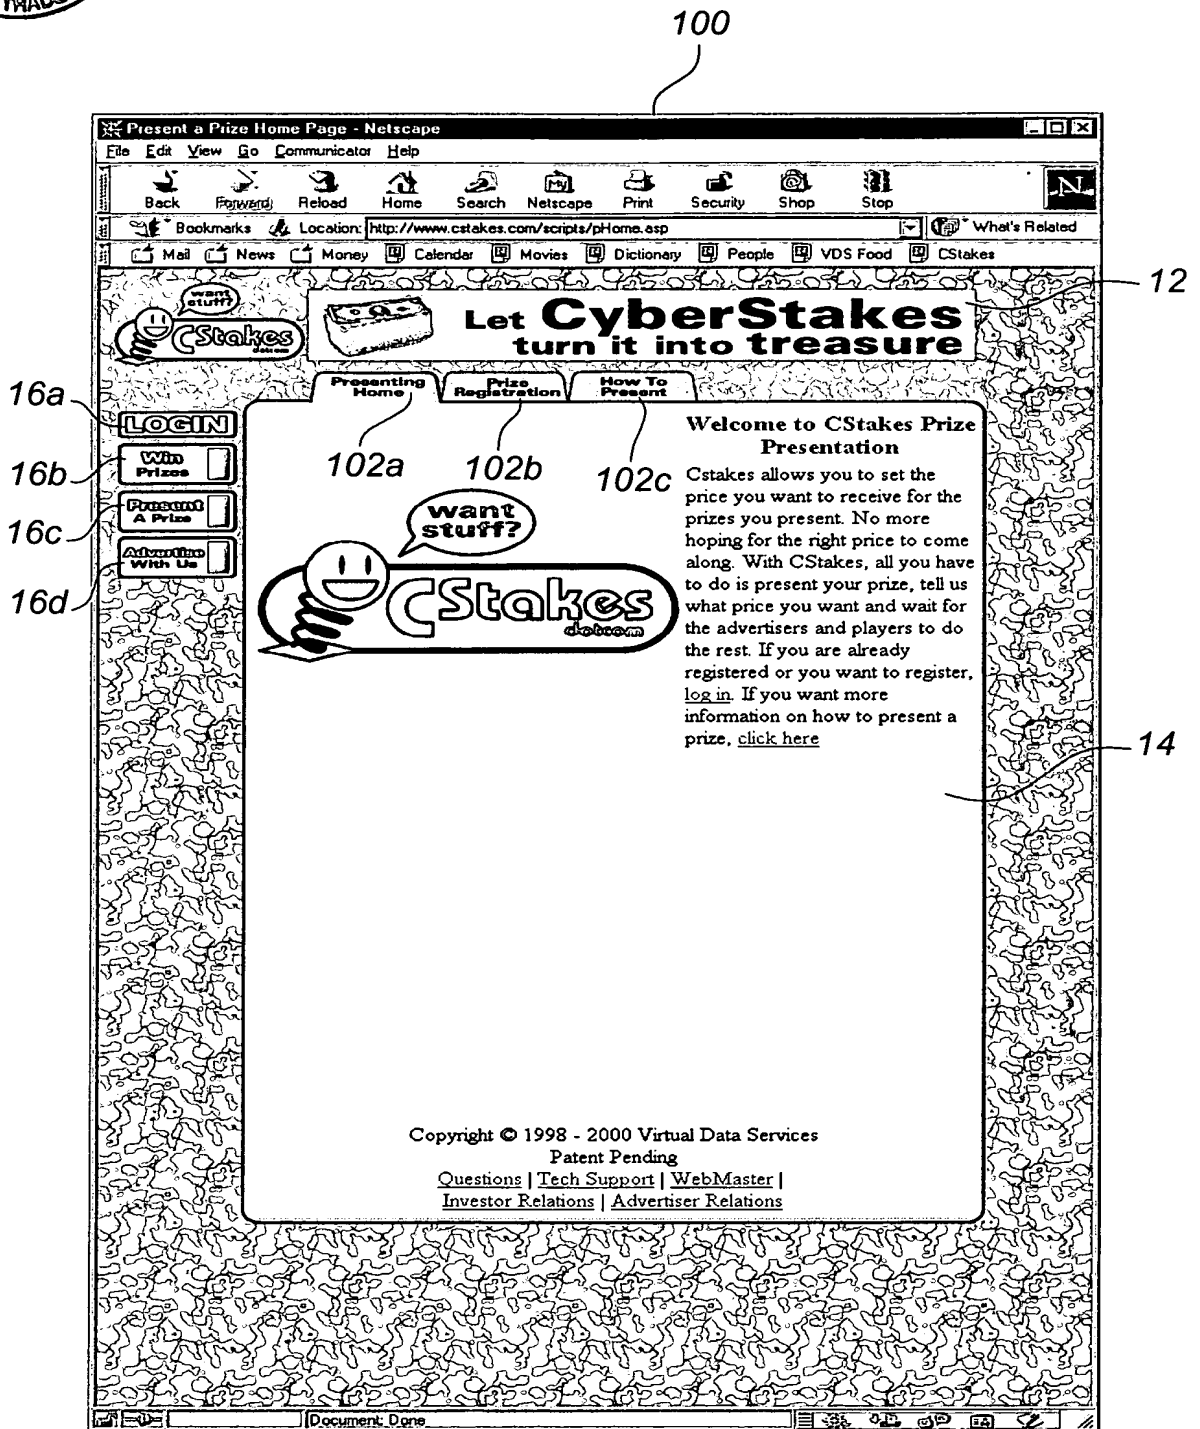 TRADE
100
Present a Prize Home Page - Netscape
File Edit View Go Communicator Help
Back Forward Reload Home Search Netscape Print Security Shop Stop
N
Bookmarks Location: http://www.cstakes.com/scripts/pHome.asp What's Related
Mail News Money Calendar Movies Dictionary People VDS Food CStakes
want
stuff?
CStakes
dotcom
Let CyberStakes
turn it into treasure
12
Presenting
Home
Prize
Registration
How To
Present
16a
LOGIN
16b
Win
Prizes
16c
Present
A Prize
16d
Advertise
With Us
102a
102b
102c
want
stuff?
CStakes
dotcom
Welcome to CStakes Prize
Presentation
Cstakes allows you to set the
price you want to receive for the
prizes you present. No more
hoping for the right price to come
along. With CStakes, all you have
to do is present your prize, tell us
what price you want and wait for
the advertisers and players to do
the rest. If you are already
registered or you want to register,
log in. If you want more
information on how to present a
prize, click here
14
Copyright © 1998 - 2000 Virtual Data Services
Patent Pending
Questions | Tech Support | WebMaster |
Investor Relations | Advertiser Relations
Document: Done